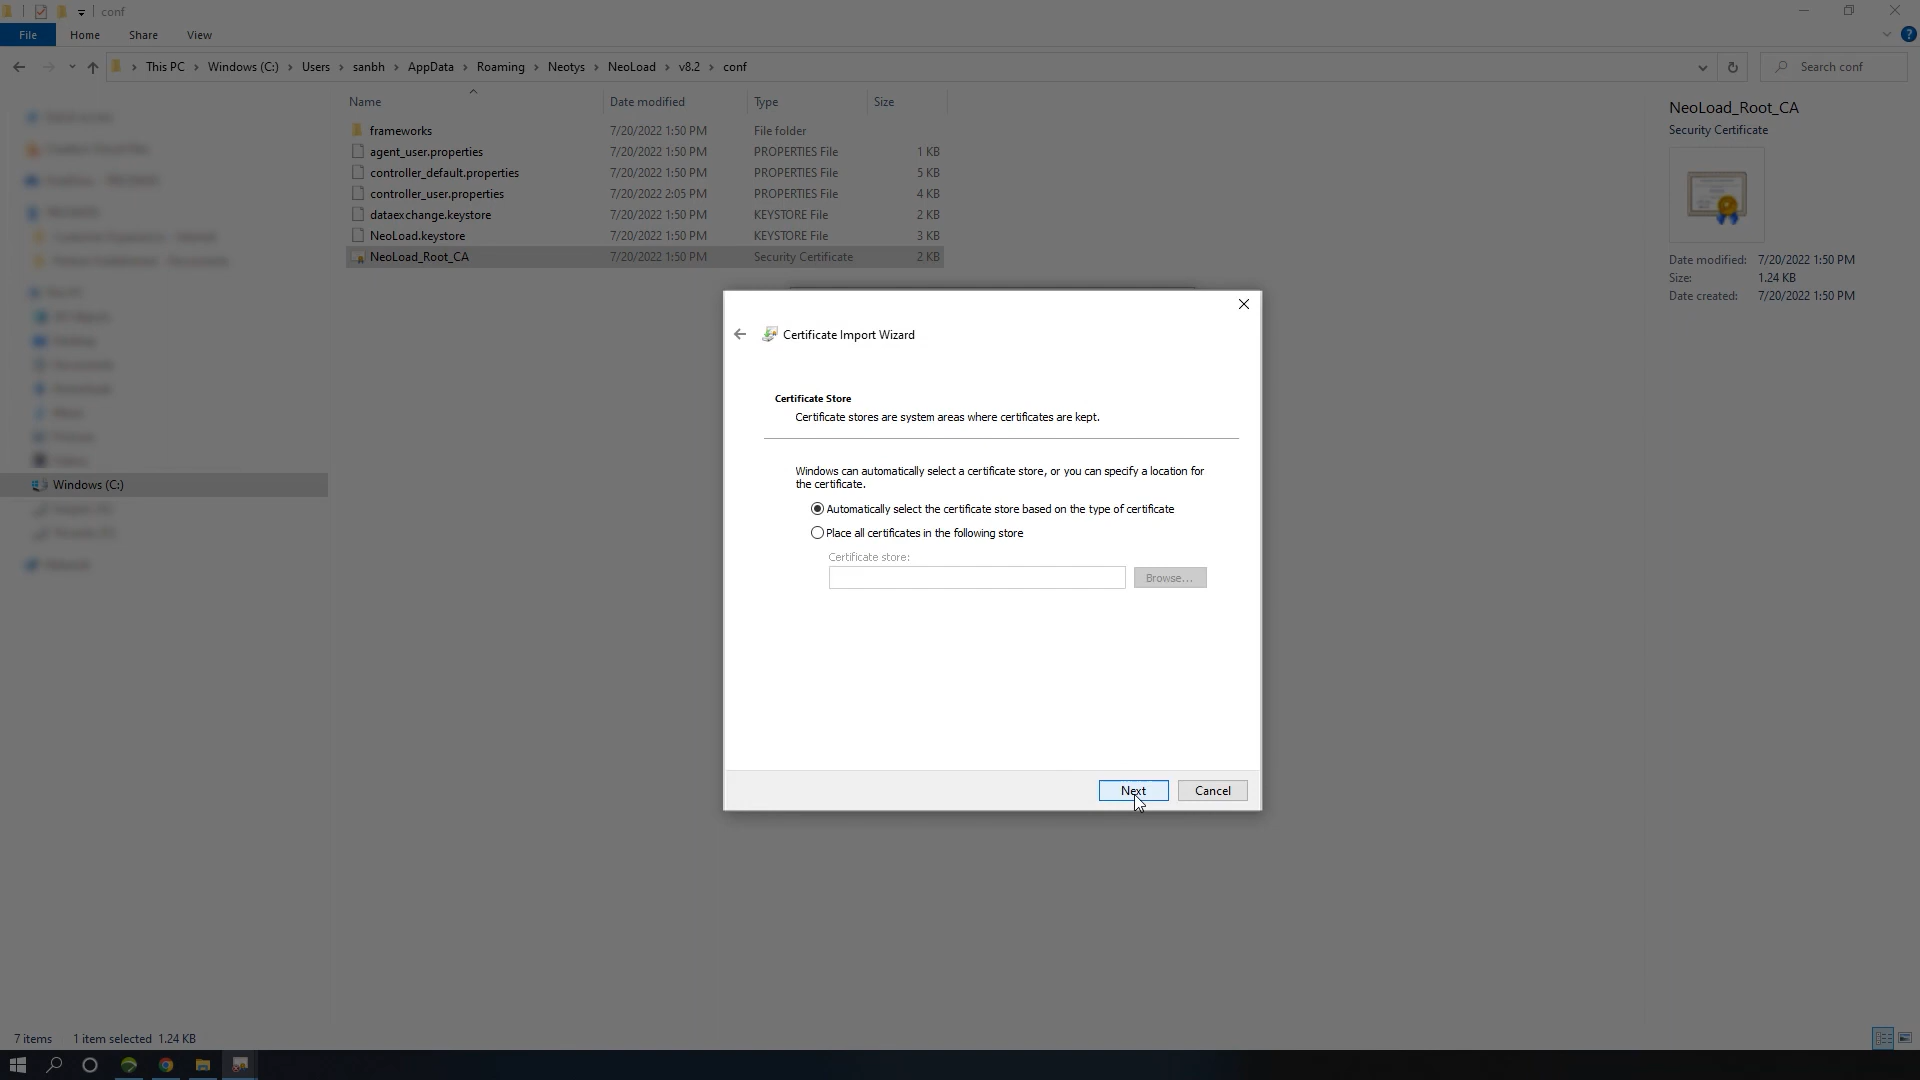 conf
File Home Share View
This PC Windows (C:) Users sanbh AppData Roaming Neotys NeoLoad v8.2 conf
Search conf
Name Date modified Type Size
frameworks 7/20/2022 1:50 PM File folder
agent_user.properties 7/20/2022 1:50 PM PROPERTIES File 1 KB
controller_default.properties 7/20/2022 1:50 PM PROPERTIES File 5 KB
controller_user.properties 7/20/2022 2:05 PM PROPERTIES File 4 KB
dataexchange.keystore 7/20/2022 1:50 PM KEYSTORE File 2 KB
NeoLoad.keystore 7/20/2022 1:50 PM KEYSTORE File 3 KB
NeoLoad_Root_CA 7/20/2022 1:50 PM Security Certificate 2 KB
NeoLoad_Root_CA
Security Certificate
Date modified: 7/20/2022 1:50 PM
Size: 1.24 KB
Date created: 7/20/2022 1:50 PM
Windows (C:)
Certificate Import Wizard
Certificate Store
Certificate stores are system areas where certificates are kept.
Windows can automatically select a certificate store, or you can specify a location for
the certificate.
Automatically select the certificate store based on the type of certificate
Place all certificates in the following store
Certificate store:
Browse...
Next Cancel
7 items 1 item selected 1.24 KB